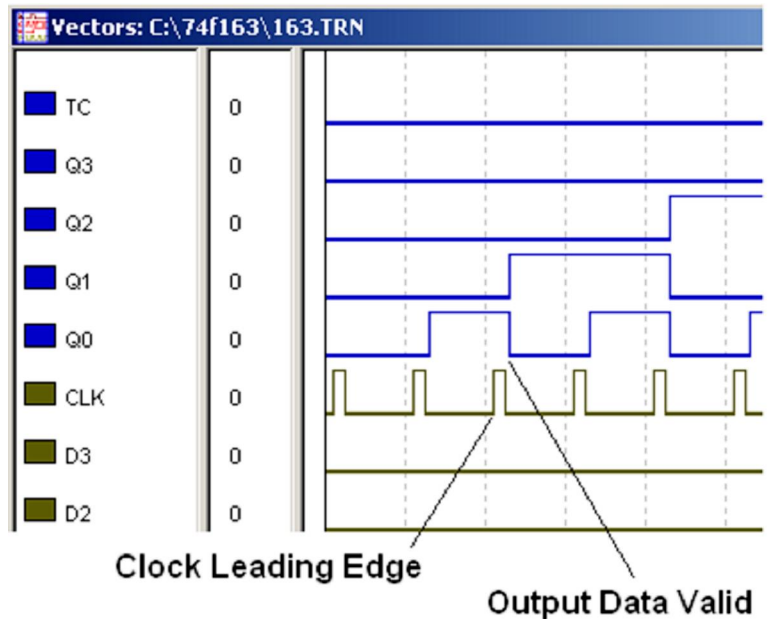 Vectors: C:\74f163\163.TRN
TC 0
Q3 0
Q2 0
Q1 0
Q0 0
CLK 0
D3 0
D2 0
Clock Leading Edge
Output Data Valid